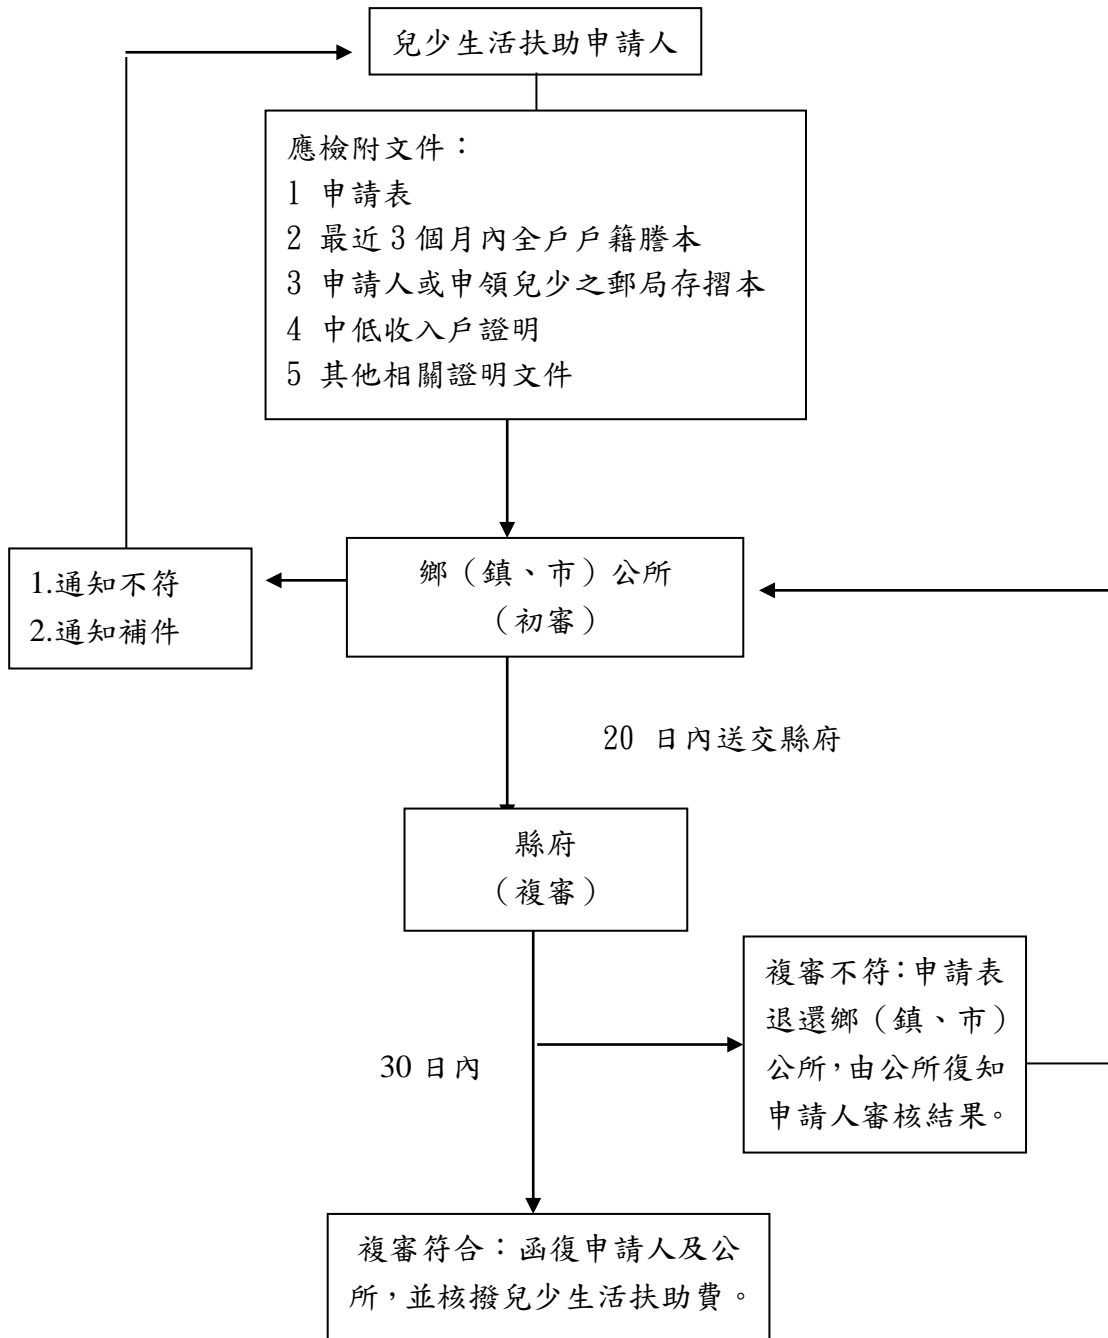 兒少生活扶助申請人
應檢附文件：
1 申請表
2 最近 3 個月內全戶戶籍謄本
3 申請人或申領兒少之郵局存摺本
4 中低收入戶證明
5 其他相關證明文件
鄉（鎮、市）公所
（初審）
1.通知不符
2.通知補件
20 日內送交縣府
縣府
（複審）
30 日內
複審不符：申請表
退還鄉（鎮、市）
公所，由公所復知
申請人審核結果。
複審符合：函復申請人及公
所，並核撥兒少生活扶助費。